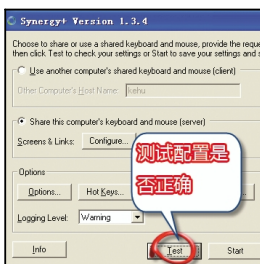 Synergy+ Version 1.3.4
Choose to share or use a shared keyboard and mouse, provide the reque
then click Test to check your settings or Start to save your settings and s
Use another computer's shared keyboard and mouse (client)
Other Computer's Host Name: kehu
Share this computer's keyboard and mouse (server)
Screens & Links: Configure...
测试配置是
否正确
Options
Options... Hot Keys... ...
Logging Level: Warning
Info Test Start